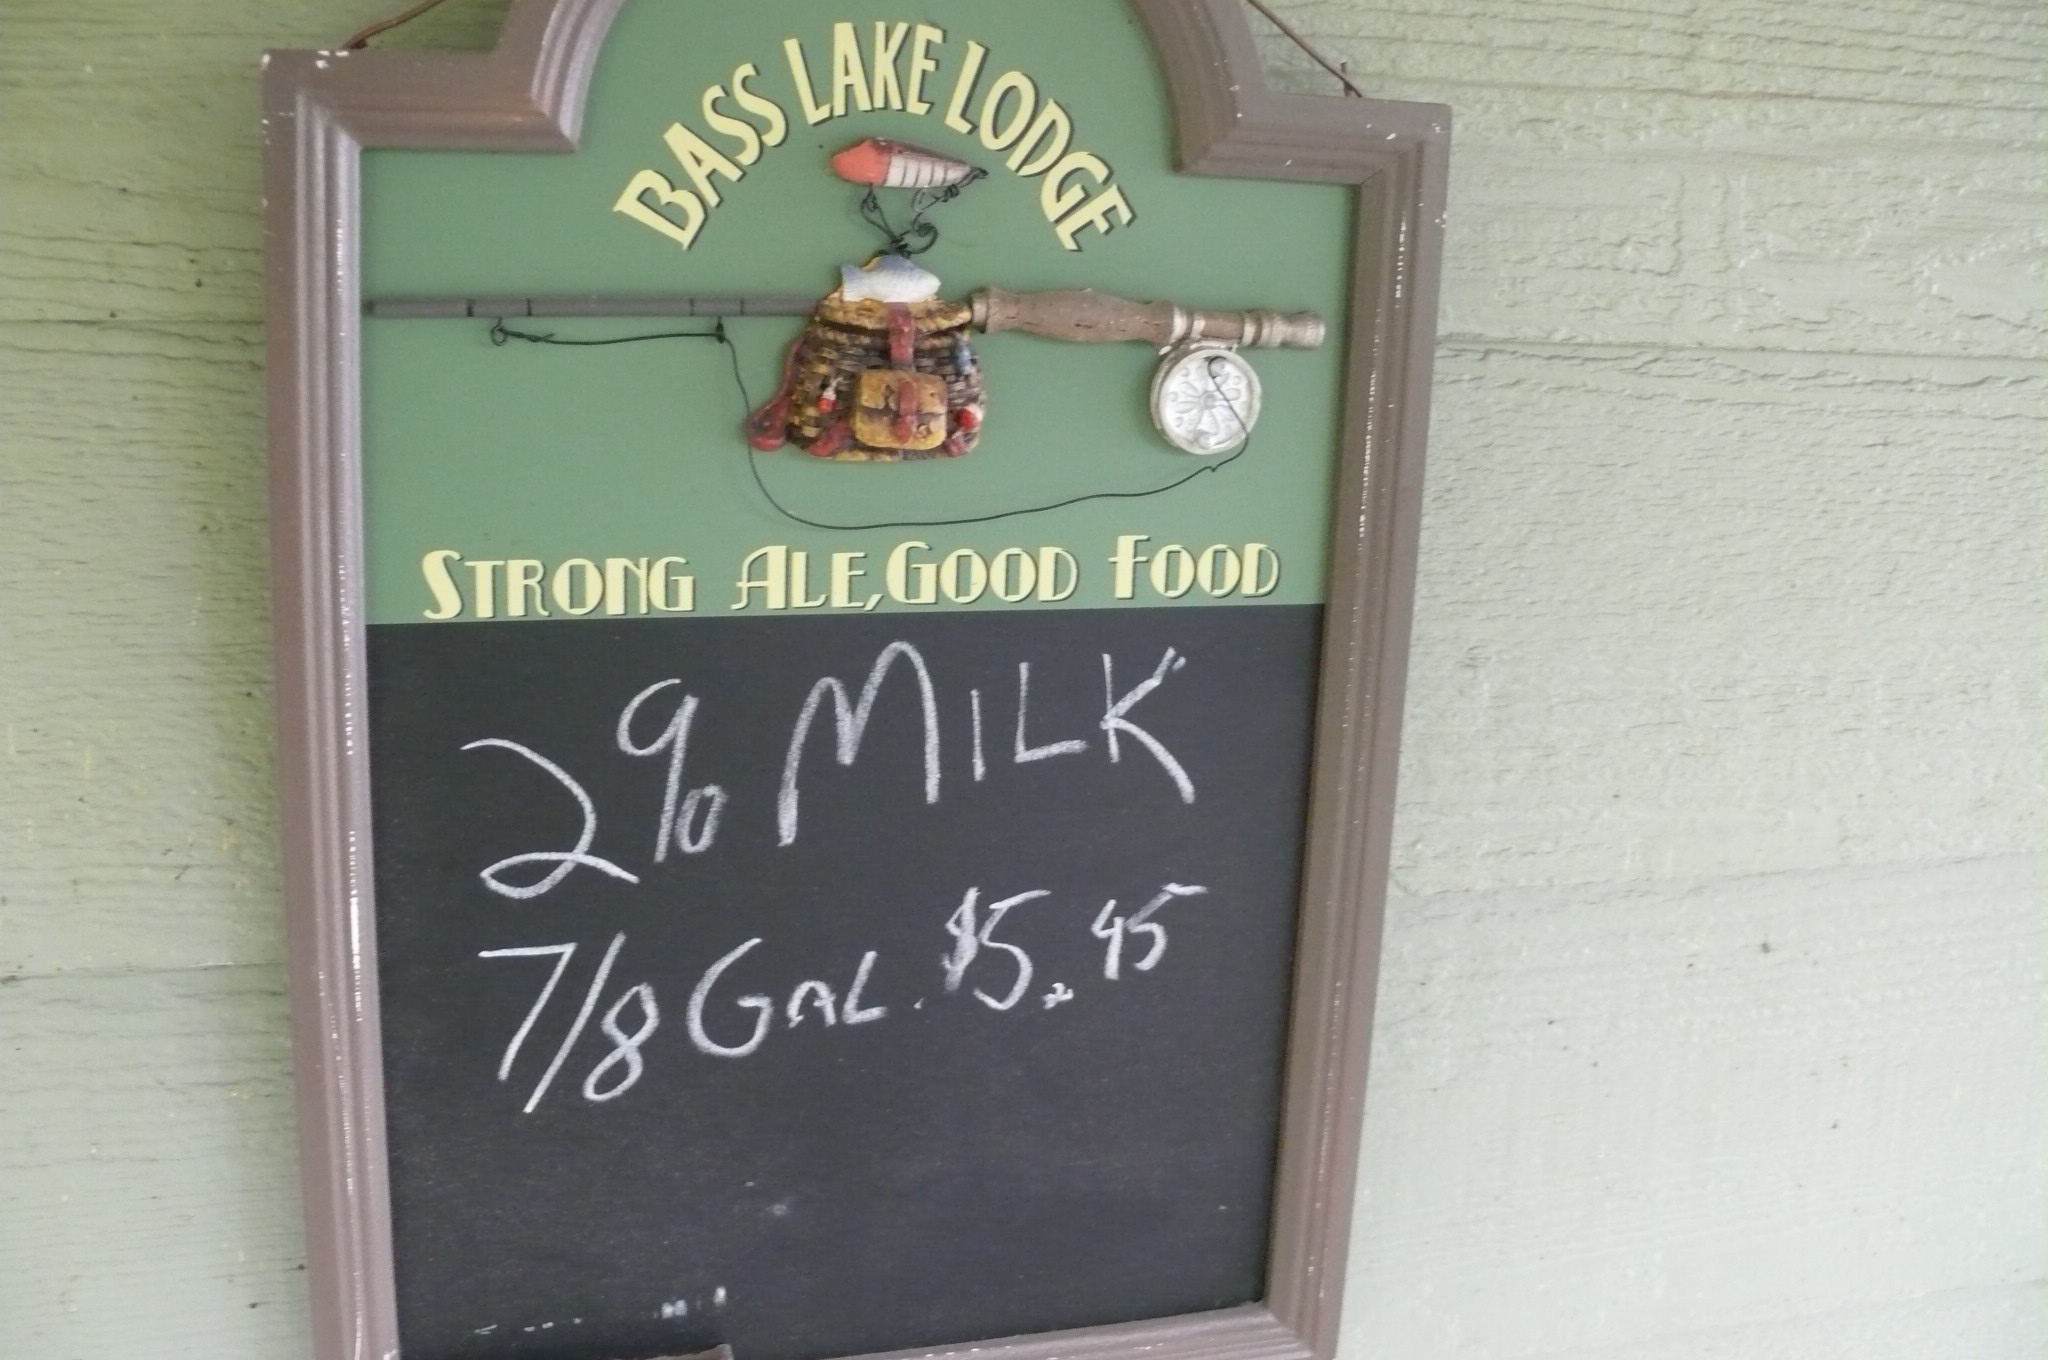 BASS LAKE LODGE
STRONG ALE, GOOD FOOD
2% MILK
7/8 GAL. $5.45